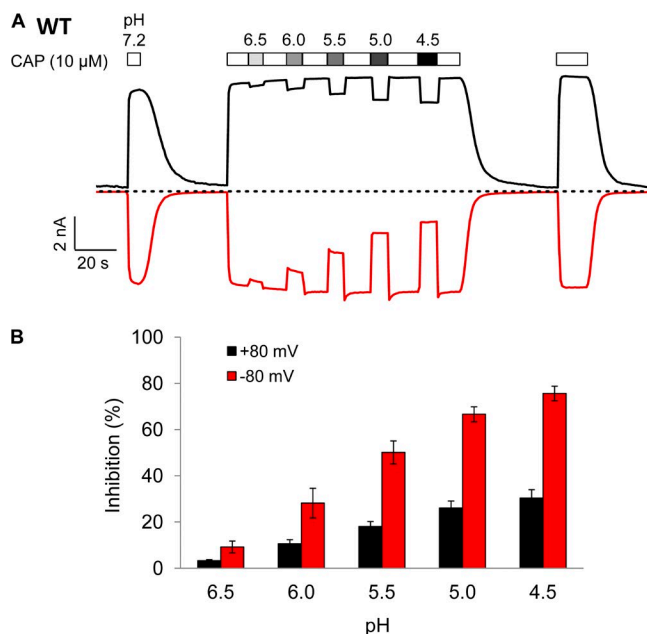 A WT
pH
7.2 6.5 6.0 5.5 5.0 4.5
CAP (10 μM)
2 nA
20 s
B
100
+80 mV
-80 mV
80
60
40
20
0
Inhibition (%)
6.5 6.0 5.5 5.0 4.5
pH